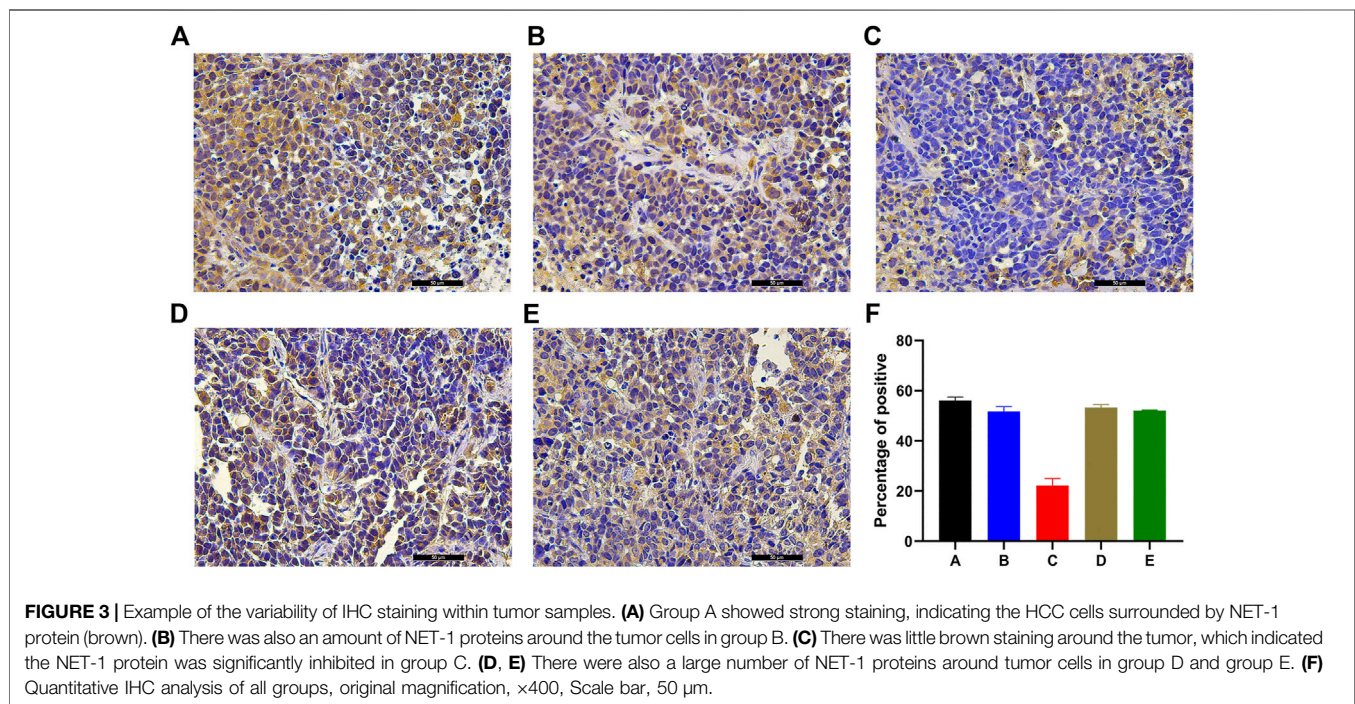 A
B
C
50 µm
50 µm
50 µm
D
E
F
50 µm
50 µm
Percentage of positive
80
60
40
20
0
A B C D E
FIGURE 3 | Example of the variability of IHC staining within tumor samples. (A) Group A showed strong staining, indicating the HCC cells surrounded by NET-1
protein (brown). (B) There was also an amount of NET-1 proteins around the tumor cells in group B. (C) There was little brown staining around the tumor, which indicated
the NET-1 protein was significantly inhibited in group C. (D, E) There were also a large number of NET-1 proteins around tumor cells in group D and group E. (F)
Quantitative IHC analysis of all groups, original magnification, ×400, Scale bar, 50 µm.